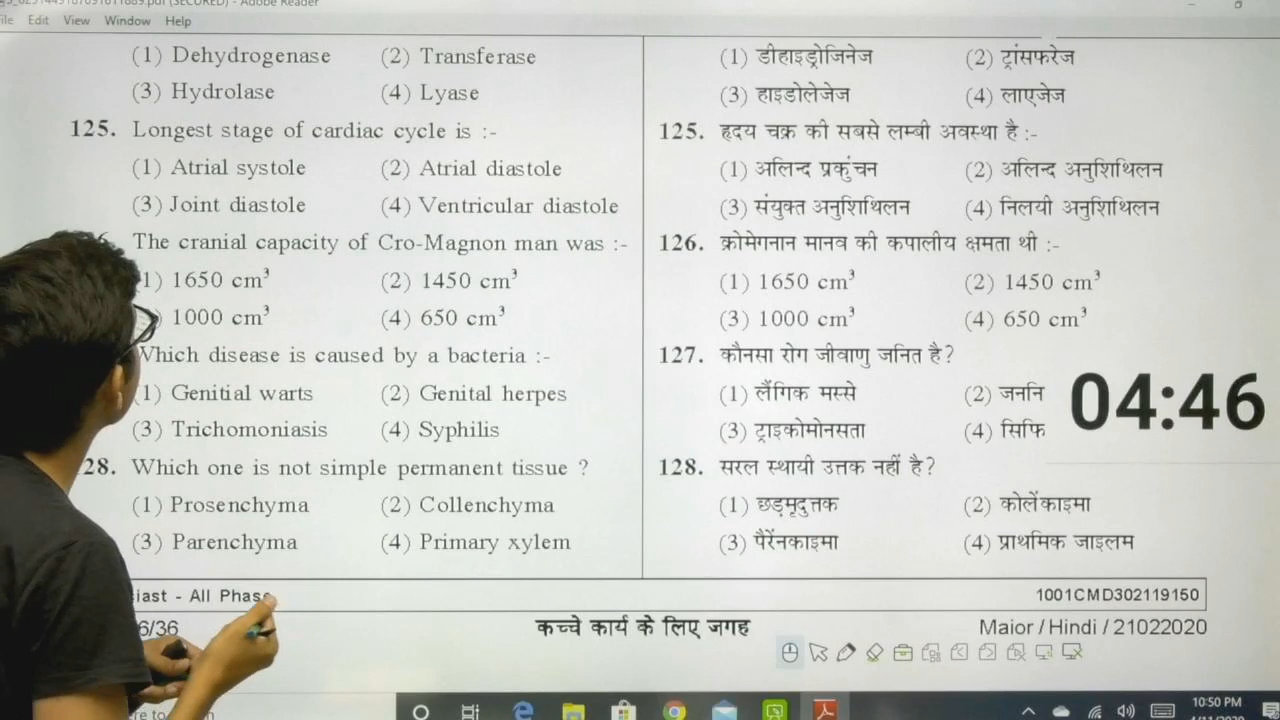 File Edit View Window Help
(1) Dehydrogenase (2) Transferase
(3) Hydrolase (4) Lyase
125. Longest stage of cardiac cycle is :-
(1) Atrial systole (2) Atrial diastole
(3) Joint diastole (4) Ventricular diastole
The cranial capacity of Cro-Magnon man was :-
1) 1650 cm³ (2) 1450 cm³
) 1000 cm³ (4) 650 cm³
Which disease is caused by a bacteria :-
1) Genitial warts (2) Genital herpes
(3) Trichomoniasis (4) Syphilis
28. Which one is not simple permanent tissue ?
(1) Prosenchyma (2) Collenchyma
(3) Parenchyma (4) Primary xylem
(1) डीहाइड्रोजिनेज (2) ट्रांसफरेज
(3) हाइडोलेजेज (4) लाएजेज
125. हृदय चक्र की सबसे लम्बी अवस्था है :-
(1) अलिन्द प्रकुंचन (2) अलिन्द अनुशिथिलन
(3) संयुक्त अनुशिथिलन (4) निलयी अनुशिथिलन
126. क्रोमेगनान मानव की कपालीय क्षमता थी :-
(1) 1650 cm³ (2) 1450 cm³
(3) 1000 cm³ (4) 650 cm³
127. कौनसा रोग जीवाणु जनित है?
(1) लैंगिक मस्से (2) जननि
(3) ट्राइकोमोनसता (4) सिफि
04:46
128. सरल स्थायी उत्तक नहीं है?
(1) छड़मृदुत्तक (2) कोलेंकाइमा
(3) पैरेंनकाइमा (4) प्राथमिक जाइलम
iast - All Phase 1001CMD302119150
6/36 कच्चे कार्य के लिए जगह Major / Hindi / 21022020
10:50 PM